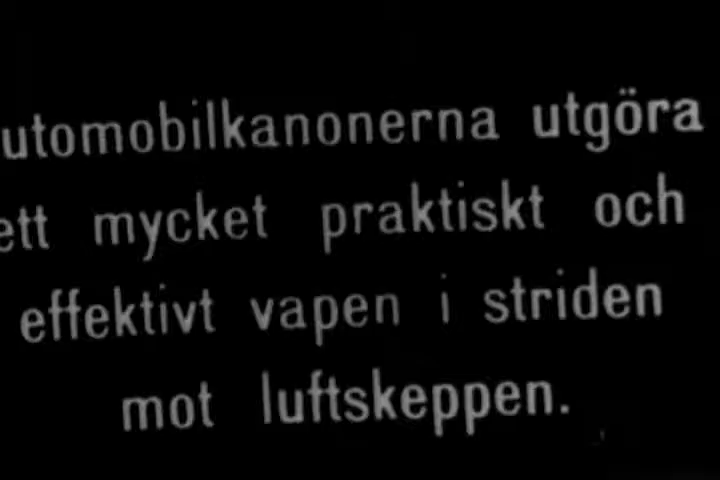 utomobilkanonerna utgöra
ett mycket praktiskt och
effektivt vapen i striden
mot luftskeppen.